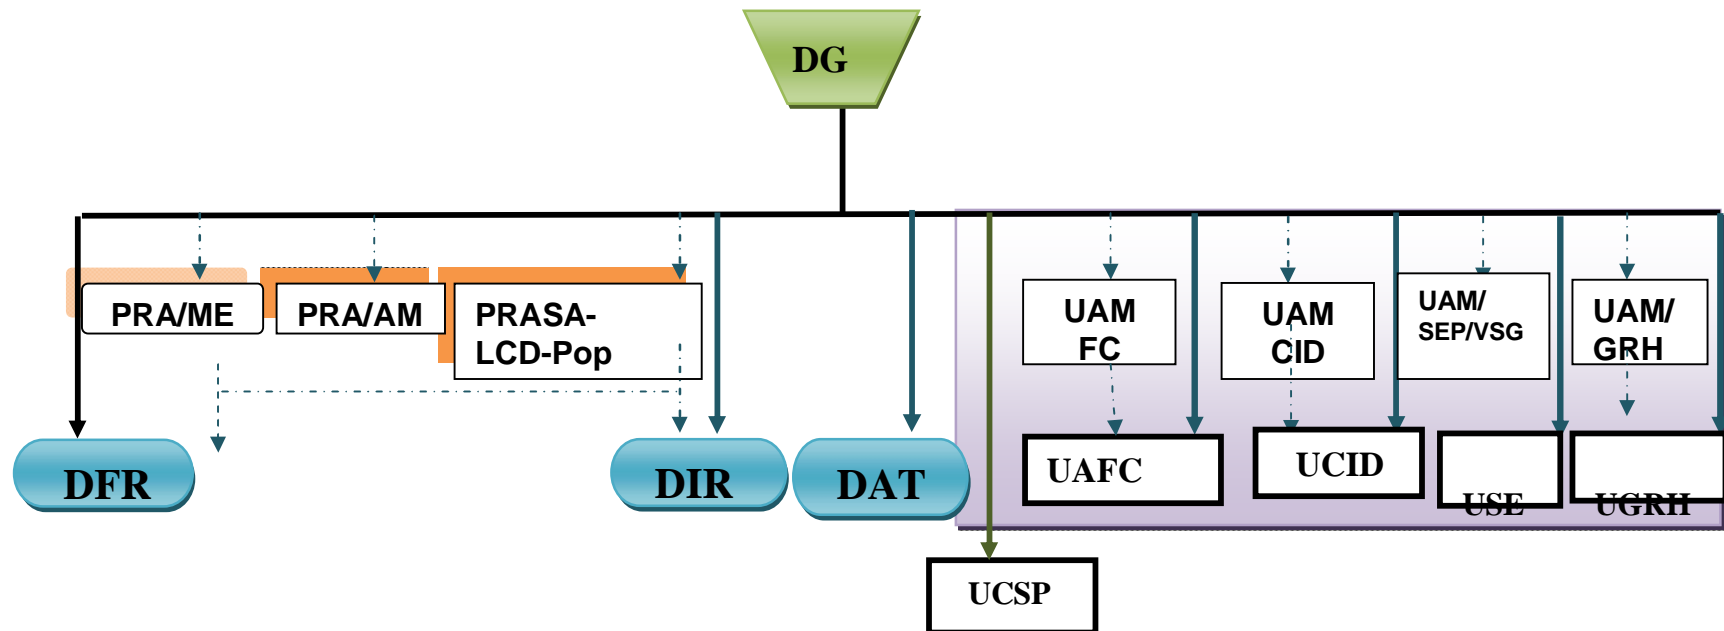 DG
PRA/ME
PRA/AM
PRASA-
LCD-Pop
UAM
FC
UAM
CID
UAM/
SEP/VSG
UAM/
GRH
DFR
DIR
DAT
UAFC
UCID
USE
UGRH
UCSP